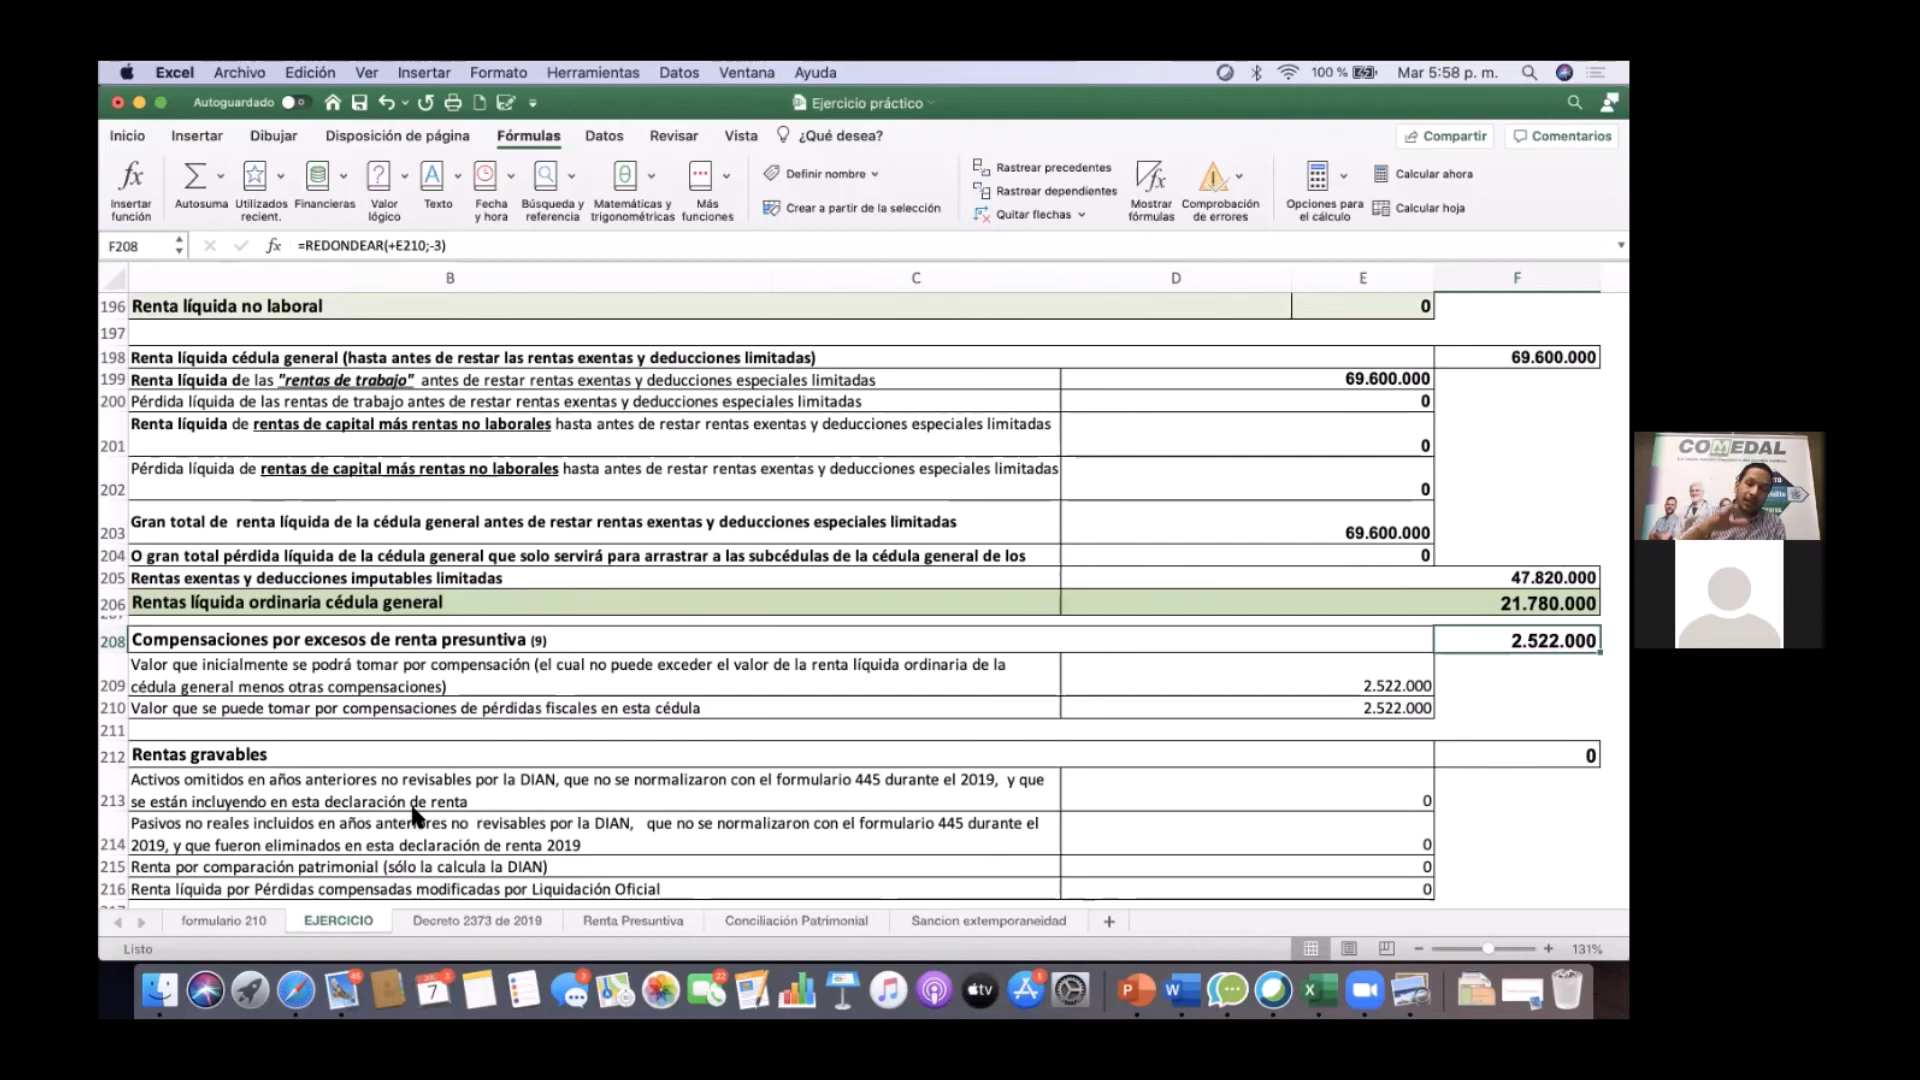 Excel Archivo Edición Ver Insertar Formato Herramientas Datos Ventana Ayuda 100 % Mar 5:58 p. m.
Autoguardado Ejercicio práctico
Inicio Insertar Dibujar Disposición de página Fórmulas Datos Revisar Vista ¿Qué desea? Compartir Comentarios
Insertar función
Autosuma
Utilizados recient.
Financieras
Valor lógico
Texto
Fecha y hora
Búsqueda y referencia
Matemáticas y trigonométricas
Más funciones
Definir nombre
Crear a partir de la selección
Rastrear precedentes
Rastrear dependientes
Quitar flechas
Mostrar fórmulas
Comprobación de errores
Opciones para el cálculo
Calcular ahora
Calcular hoja
F208 fx =REDONDEAR(+E210;-3)
B C D E F
196 Renta líquida no laboral 0
197
198 Renta líquida cédula general (hasta antes de restar las rentas exentas y deducciones limitadas) 69.600.000
199 Renta líquida de las "rentas de trabajo" antes de restar rentas exentas y deducciones especiales limitadas 69.600.000
200 Pérdida líquida de las rentas de trabajo antes de restar rentas exentas y deducciones especiales limitadas 0
Renta líquida de rentas de capital más rentas no laborales hasta antes de restar rentas exentas y deducciones especiales limitadas
201 0
Pérdida líquida de rentas de capital más rentas no laborales hasta antes de restar rentas exentas y deducciones especiales limitadas
202 0
Gran total de renta líquida de la cédula general antes de restar rentas exentas y deducciones especiales limitadas
203 69.600.000
204 O gran total pérdida líquida de la cédula general que solo servirá para arrastrar a las subcédulas de la cédula general de los 0
205 Rentas exentas y deducciones imputables limitadas 47.820.000
206 Rentas líquida ordinaria cédula general 21.780.000
208 Compensaciones por excesos de renta presuntiva (9) 2.522.000
Valor que inicialmente se podrá tomar por compensación (el cual no puede exceder el valor de la renta líquida ordinaria de la
209 cédula general menos otras compensaciones) 2.522.000
210 Valor que se puede tomar por compensaciones de pérdidas fiscales en esta cédula 2.522.000
211
212 Rentas gravables 0
Activos omitidos en años anteriores no revisables por la DIAN, que no se normalizaron con el formulario 445 durante el 2019, y que
213 se están incluyendo en esta declaración de renta 0
Pasivos no reales incluidos en años anteriores no revisables por la DIAN, que no se normalizaron con el formulario 445 durante el
214 2019, y que fueron eliminados en esta declaración de renta 2019 0
215 Renta por comparación patrimonial (sólo la calcula la DIAN) 0
216 Renta líquida por Pérdidas compensadas modificadas por Liquidación Oficial 0
formulario 210 EJERCICIO Decreto 2373 de 2019 Renta Presuntiva Conciliación Patrimonial Sancion extemporaneidad +
Listo 131%
COMEDAL